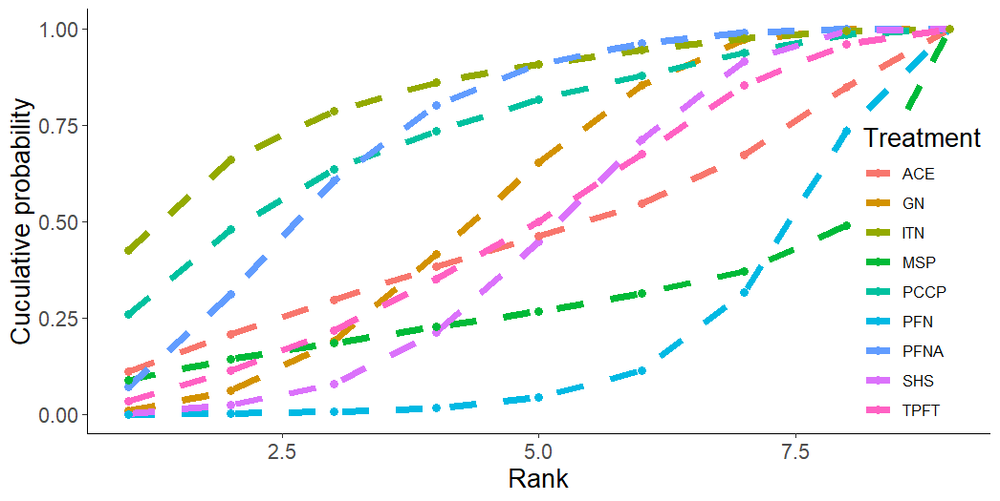 1.00
0.75
0.50
0.25
0.00
Cuculative probability
2.5
5.0
7.5
Rank
Treatment
ACE
GN
ITN
MSP
PCCP
PFN
PFNA
SHS
TPFT